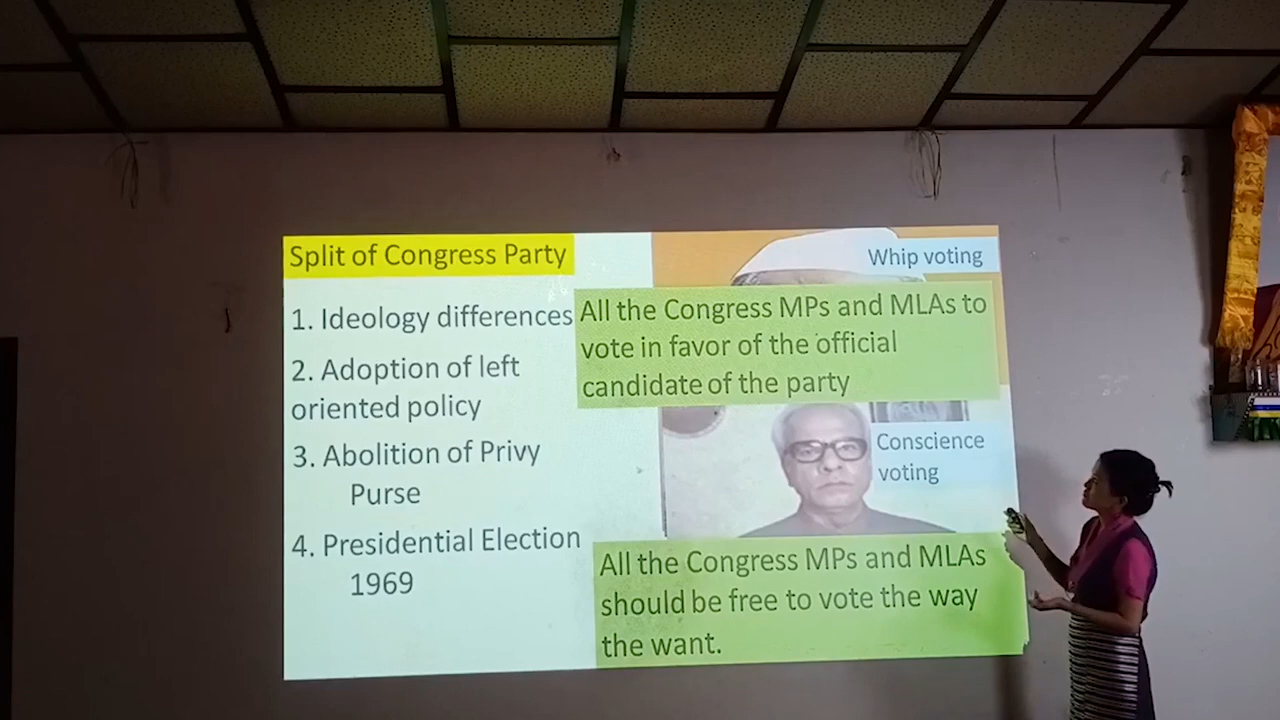 Split of Congress Party
1. Ideology differences
2. Adoption of left
oriented policy
3. Abolition of Privy
Purse
4. Presidential Election
1969
Whip voting
All the Congress MPs and MLAs to
vote in favor of the official
candidate of the party
Conscience
voting
All the Congress MPs and MLAs
should be free to vote the way
the want.